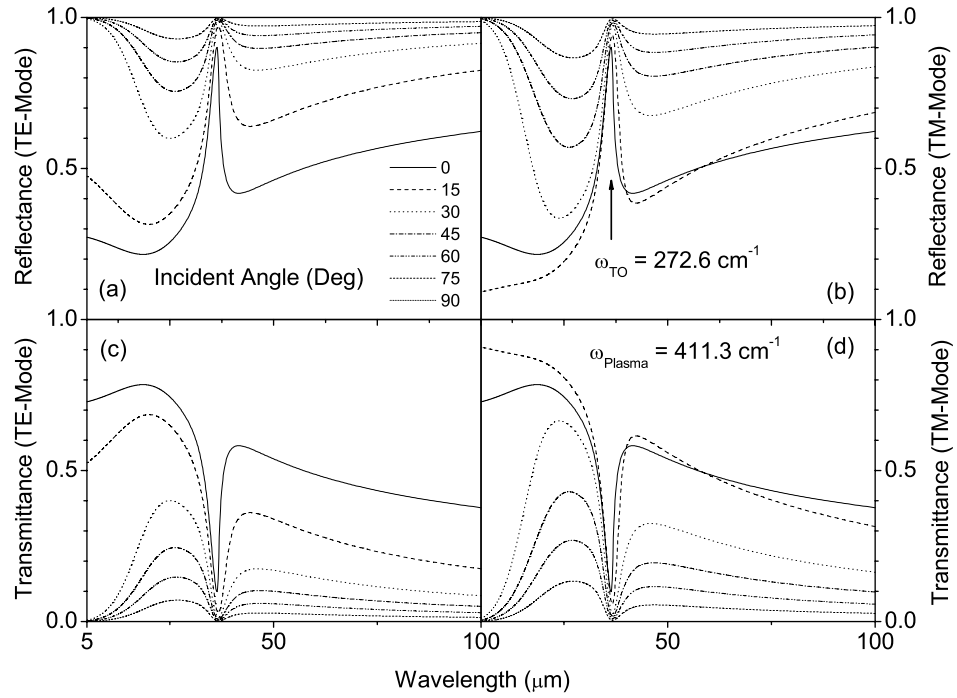 1.0
1.0
Reflectance (TE-Mode)
0.5
0.5
Reflectance (TM-Mode)
0
15
30
45
60
75
90
Incident Angle (Deg)
(a)
ω_TO = 272.6 cm⁻¹
(b)
1.0
1.0
(c)
ω_Plasma = 411.3 cm⁻¹
(d)
Transmittance (TE-Mode)
0.5
0.5
Transmittance (TM-Mode)
0.0
0.0
5
50
100
50
100
Wavelength (μm)